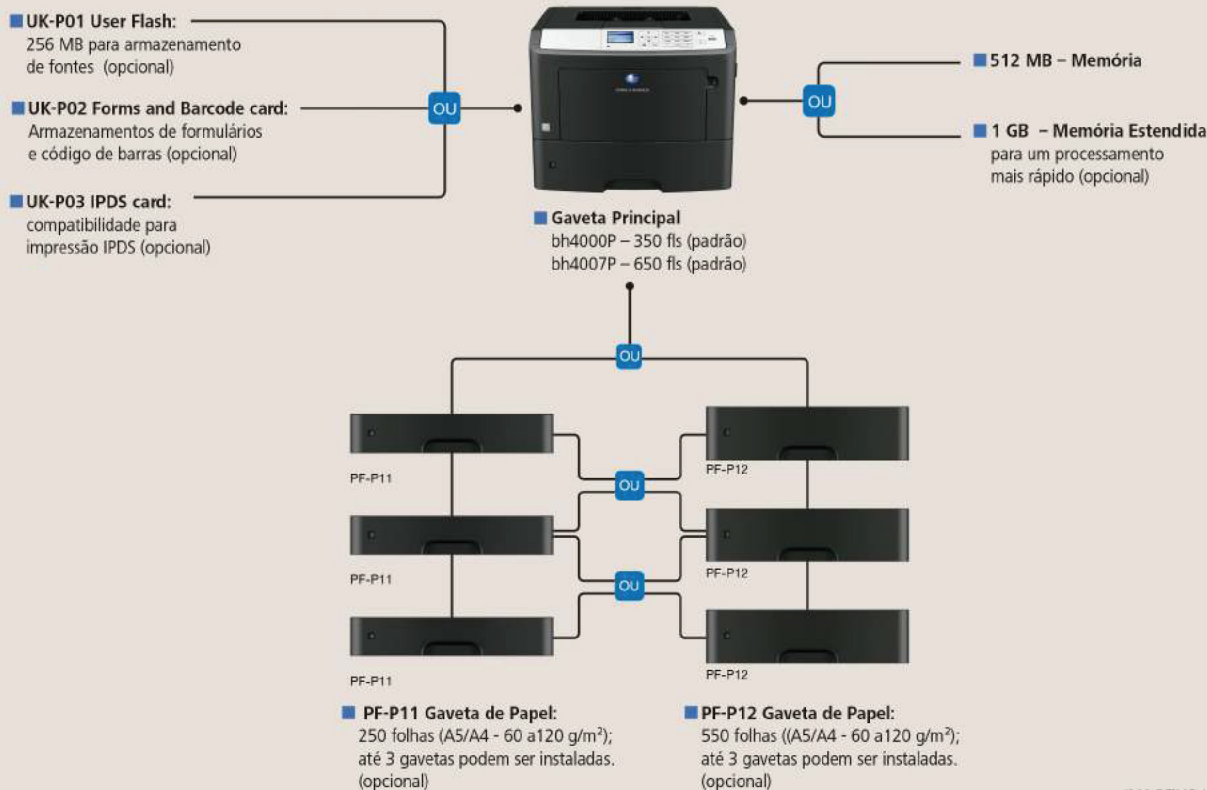 UK-P01 User Flash:
256 MB para armazenamento
de fontes (opcional)
UK-P02 Forms and Barcode card:
Armazenamentos de formulários
e código de barras (opcional)
UK-P03 IPDS card:
compatibilidade para
impressão IPDS (opcional)
OU
OU
512 MB – Memória
1 GB – Memória Estendida
para um processamento
mais rápido (opcional)
Gaveta Principal
bh4000P – 350 fls (padrão)
bh4007P – 650 fls (padrão)
OU
PF-P11
PF-P12
OU
PF-P11
PF-P12
OU
PF-P11
PF-P12
PF-P11 Gaveta de Papel:
250 folhas (A5/A4 - 60 a120 g/m²);
até 3 gavetas podem ser instaladas.
(opcional)
PF-P12 Gaveta de Papel:
550 folhas ((A5/A4 - 60 a120 g/m²);
até 3 gavetas podem ser instaladas.
(opcional)